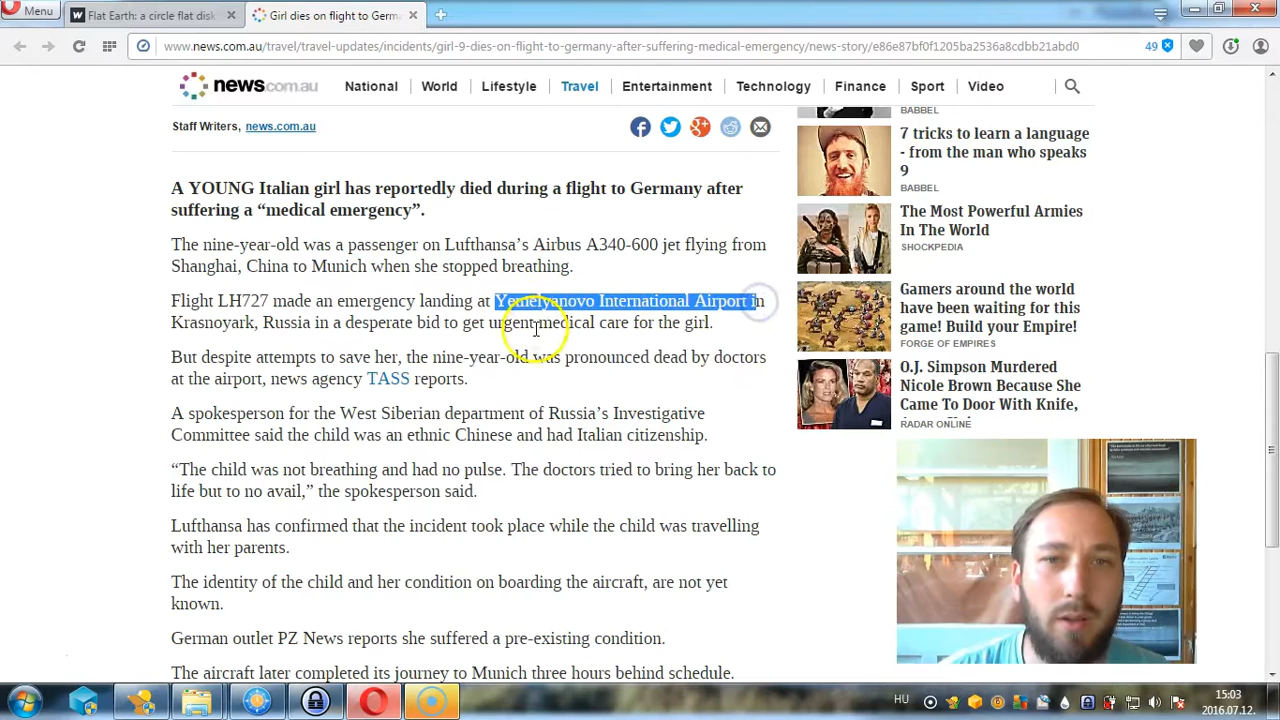 Menu
Flat Earth: a circle flat disk
Girl dies on flight to Germa
www.news.com.au/travel/travel-updates/incidents/girl-9-dies-on-flight-to-germany-after-suffering-medical-emergency/news-story/e86e87bf0f1205ba2536a8cdbb21abd0
49
news.com.au
National
World
Lifestyle
Travel
Entertainment
Technology
Finance
Sport
Video
Staff Writers, news.com.au
A YOUNG Italian girl has reportedly died during a flight to Germany after
suffering a “medical emergency”.
The nine-year-old was a passenger on Lufthansa’s Airbus A340-600 jet flying from
Shanghai, China to Munich when she stopped breathing.
Flight LH727 made an emergency landing at Yemelyanovo International Airport in
Krasnoyark, Russia in a desperate bid to get urgent medical care for the girl.
But despite attempts to save her, the nine-year-old was pronounced dead by doctors
at the airport, news agency TASS reports.
A spokesperson for the West Siberian department of Russia’s Investigative
Committee said the child was an ethnic Chinese and had Italian citizenship.
“The child was not breathing and had no pulse. The doctors tried to bring her back to
life but to no avail,” the spokesperson said.
Lufthansa has confirmed that the incident took place while the child was travelling
with her parents.
The identity of the child and her condition on boarding the aircraft, are not yet
known.
German outlet PZ News reports she suffered a pre-existing condition.
The aircraft later completed its journey to Munich three hours behind schedule.
BABBEL
7 tricks to learn a language
- from the man who speaks
9
BABBEL
The Most Powerful Armies
In The World
SHOCKPEDIA
Gamers around the world
have been waiting for this
game! Build your Empire!
FORGE OF EMPIRES
O.J. Simpson Murdered
Nicole Brown Because She
Came To Door With Knife,
RADAR ONLINE
HU
15:03
2016.07.12.